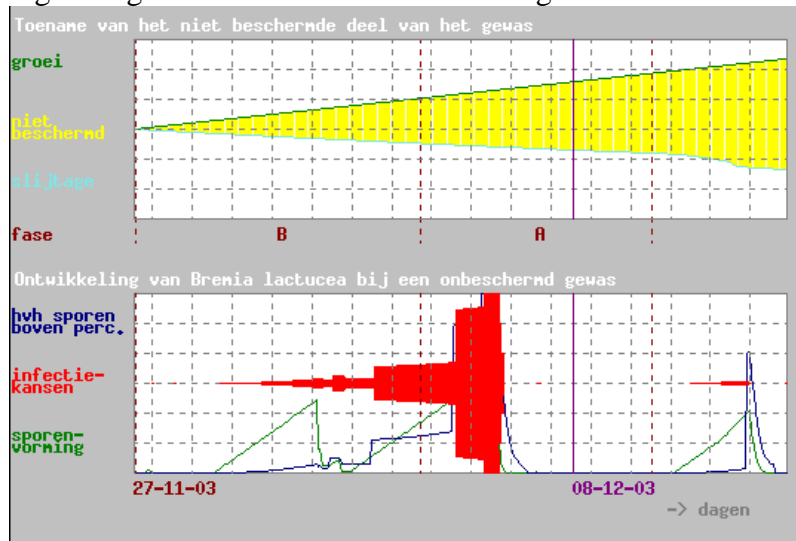 Toename van het niet beschermde deel van het gewas
groei
niet
beschermd
slijtage
fase
B
A
Ontwikkeling van Bremia lactucea bij een onbeschermd gewas
hvh sporen
boven perc.
infectie-
kansen
sporen-
vorming
27-11-03
08-12-03
-> dagen